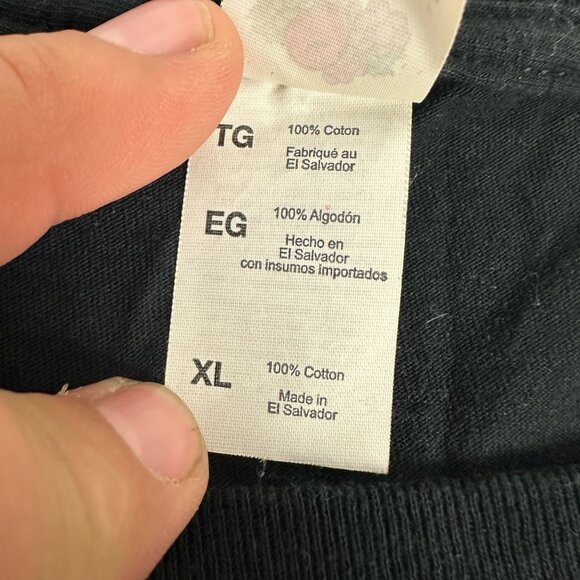 TG 100% Coton
Fabriqué au
El Salvador
EG 100% Algodón
Hecho en
El Salvador
con insumos importados
XL 100% Cotton
Made in
El Salvador